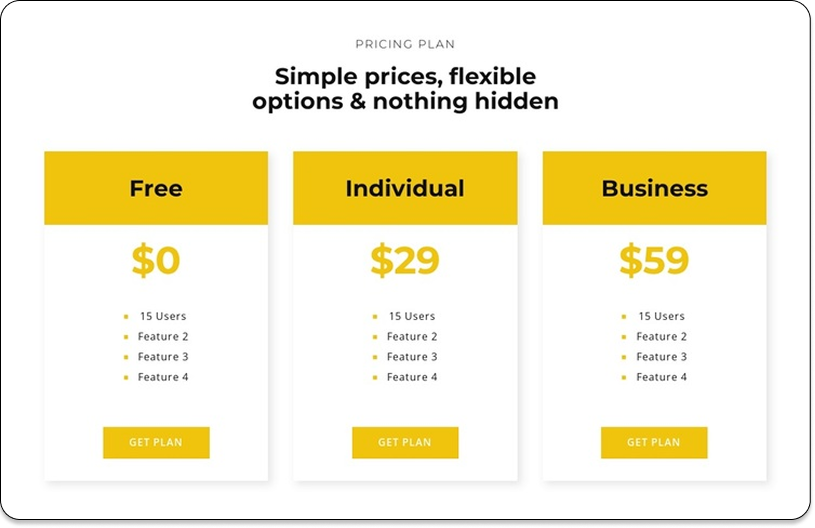 PRICING PLAN
Simple prices, flexible
options & nothing hidden
Free
$0
15 Users
Feature 2
Feature 3
Feature 4
GET PLAN
Individual
$29
15 Users
Feature 2
Feature 3
Feature 4
GET PLAN
Business
$59
15 Users
Feature 2
Feature 3
Feature 4
GET PLAN